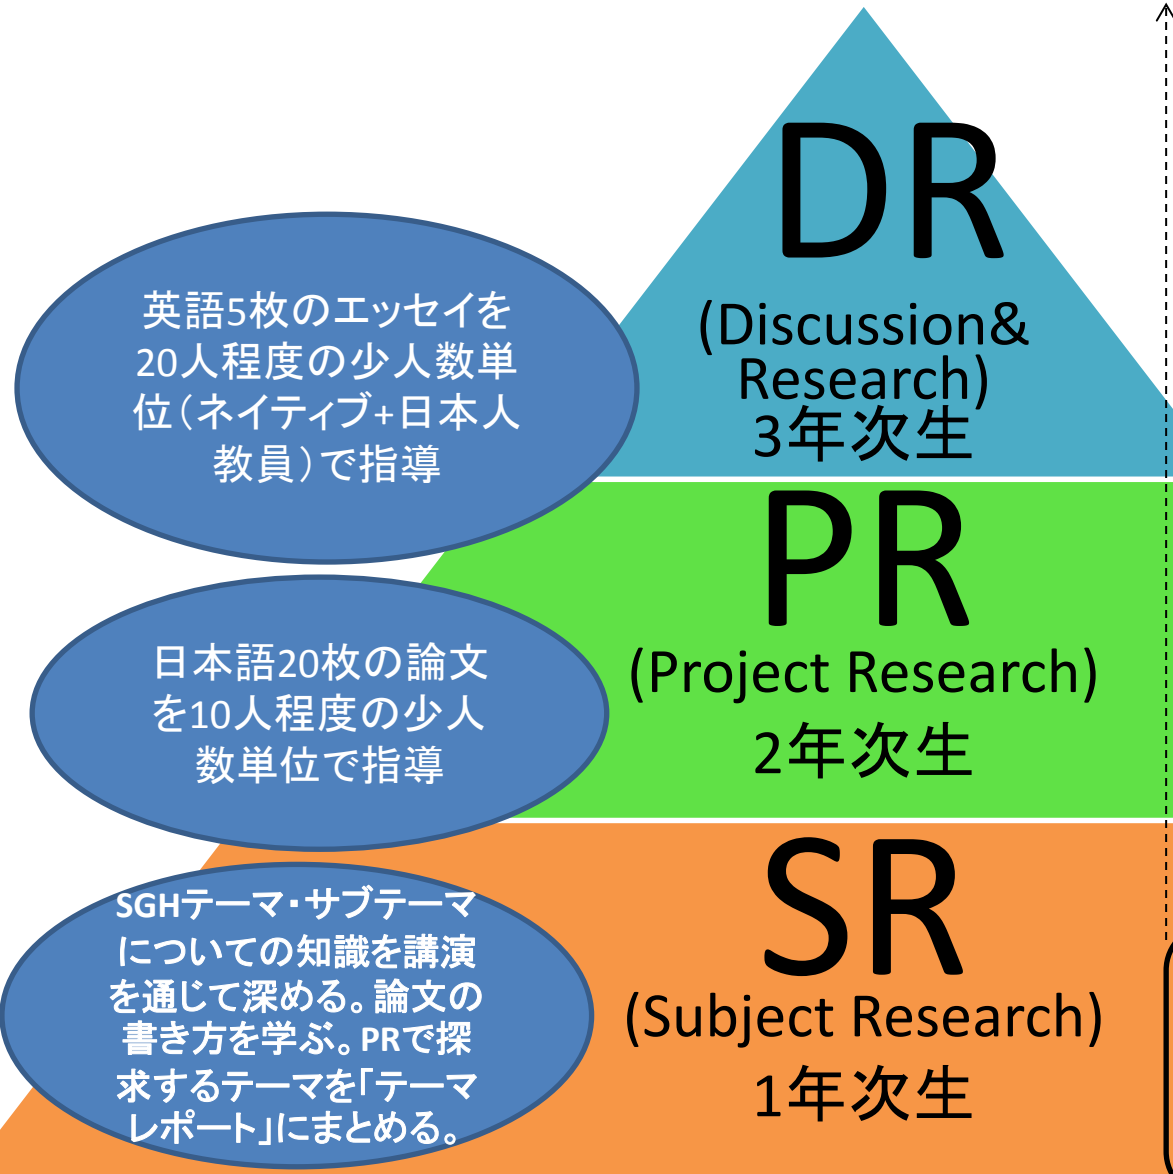 DR
(Discussion&
Research)
3年次生
英語5枚のエッセイを
20人程度の少人数単
位（ネイティブ+日本人
教員）で指導
PR
(Project Research)
2年次生
日本語20枚の論文
を10人程度の少人
数単位で指導
SR
(Subject Research)
1年次生
SGHテーマ・サブテーマ
についての知識を講演
を通じて深める。論文の
書き方を学ぶ。PRで探
求するテーマを「テーマ
レポート」にまとめる。